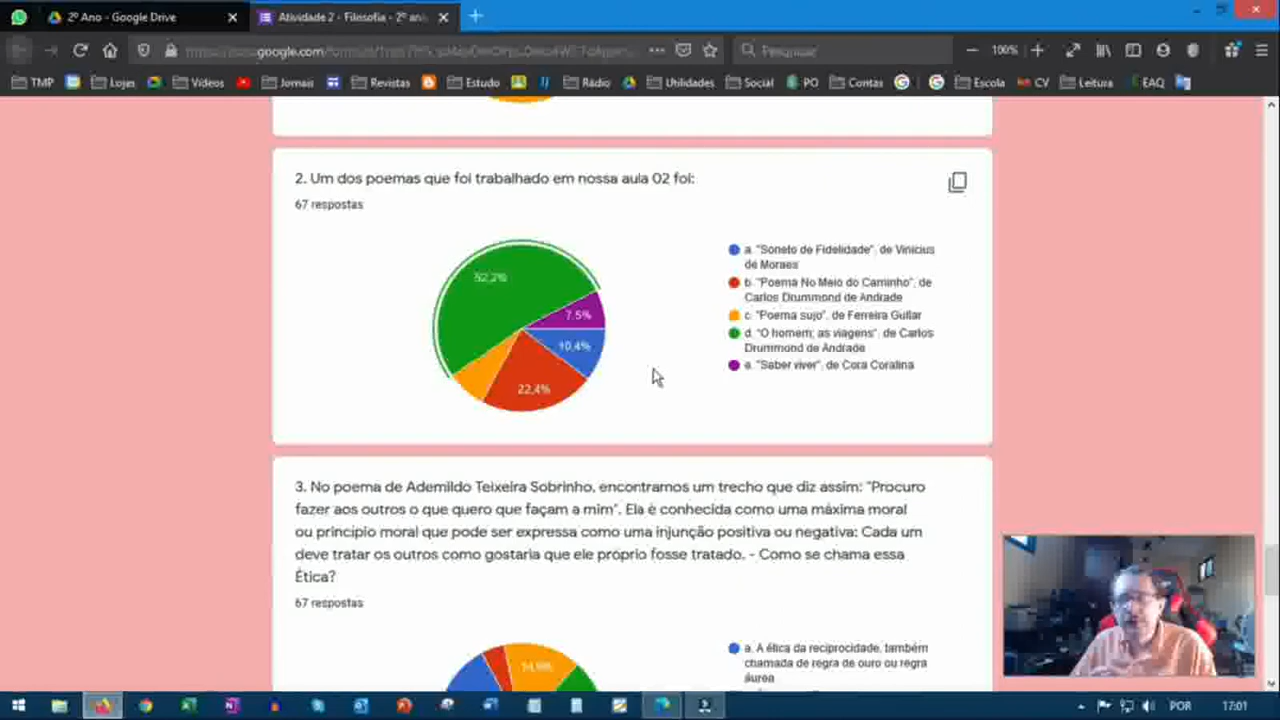 2º Ano - Google Drive
Atividade 2 - Filosofia - 2º an
google.com
100%
Pesquisar
TMP
Lojas
Vídeos
Jornais
Revistas
Estudo
Rádio
Utilidades
Social
PO
Contas
Escola
CV
Leitura
EAQ
2. Um dos poemas que foi trabalhado em nossa aula 02 foi:
67 respostas
52,2%
7,5%
10,4%
22,4%
a. "Soneto de Fidelidade", de Vinicius
de Moraes
b. "Poema No Meio do Caminho", de
Carlos Drummond de Andrade
c. "Poema sujo", de Ferreira Gullar
d. "O homem; as viagens", de Carlos
Drummond de Andrade
e. "Saber viver", de Cora Coralina
3. No poema de Ademildo Teixeira Sobrinho, encontramos um trecho que diz assim: "Procuro
fazer aos outros o que quero que façam a mim". Ela é conhecida como uma máxima moral
ou princípio moral que pode ser expressa como uma injunção positiva ou negativa: Cada um
deve tratar os outros como gostaria que ele próprio fosse tratado. - Como se chama essa
Ética?
67 respostas
a. A ética da reciprocidade, também
chamada de regra de ouro ou regra
áurea
POR
17:01